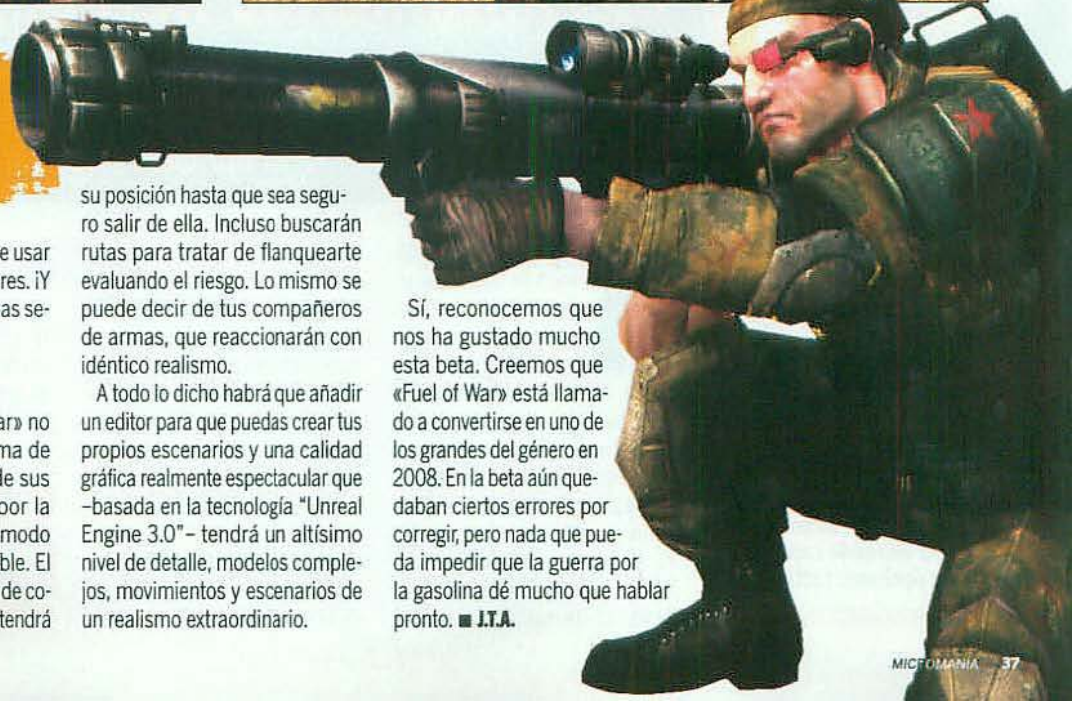 e usar
res. ¡Y
as se-
ar» no
ma de
de sus
por la
modo
ble. El
de co-
tendrá
su posición hasta que sea segu-
ro salir de ella. Incluso buscarán
rutas para tratar de flanquearte
evaluando el riesgo. Lo mismo se
puede decir de tus compañeros
de armas, que reaccionarán con
idéntico realismo.
A todo lo dicho habrá que añadir
un editor para que puedas crear tus
propios escenarios y una calidad
gráfica realmente espectacular que
–basada en la tecnología "Unreal
Engine 3.0"– tendrá un altísimo
nivel de detalle, modelos comple-
jos, movimientos y escenarios de
un realismo extraordinario.
Sí, reconocemos que
nos ha gustado mucho
esta beta. Creemos que
«Fuel of War» está llama-
do a convertirse en uno de
los grandes del género en
2008. En la beta aún que-
daban ciertos errores por
corregir, pero nada que pue-
da impedir que la guerra por
la gasolina dé mucho que hablar
pronto. ■ J.T.A.
MICROMANÍA 37